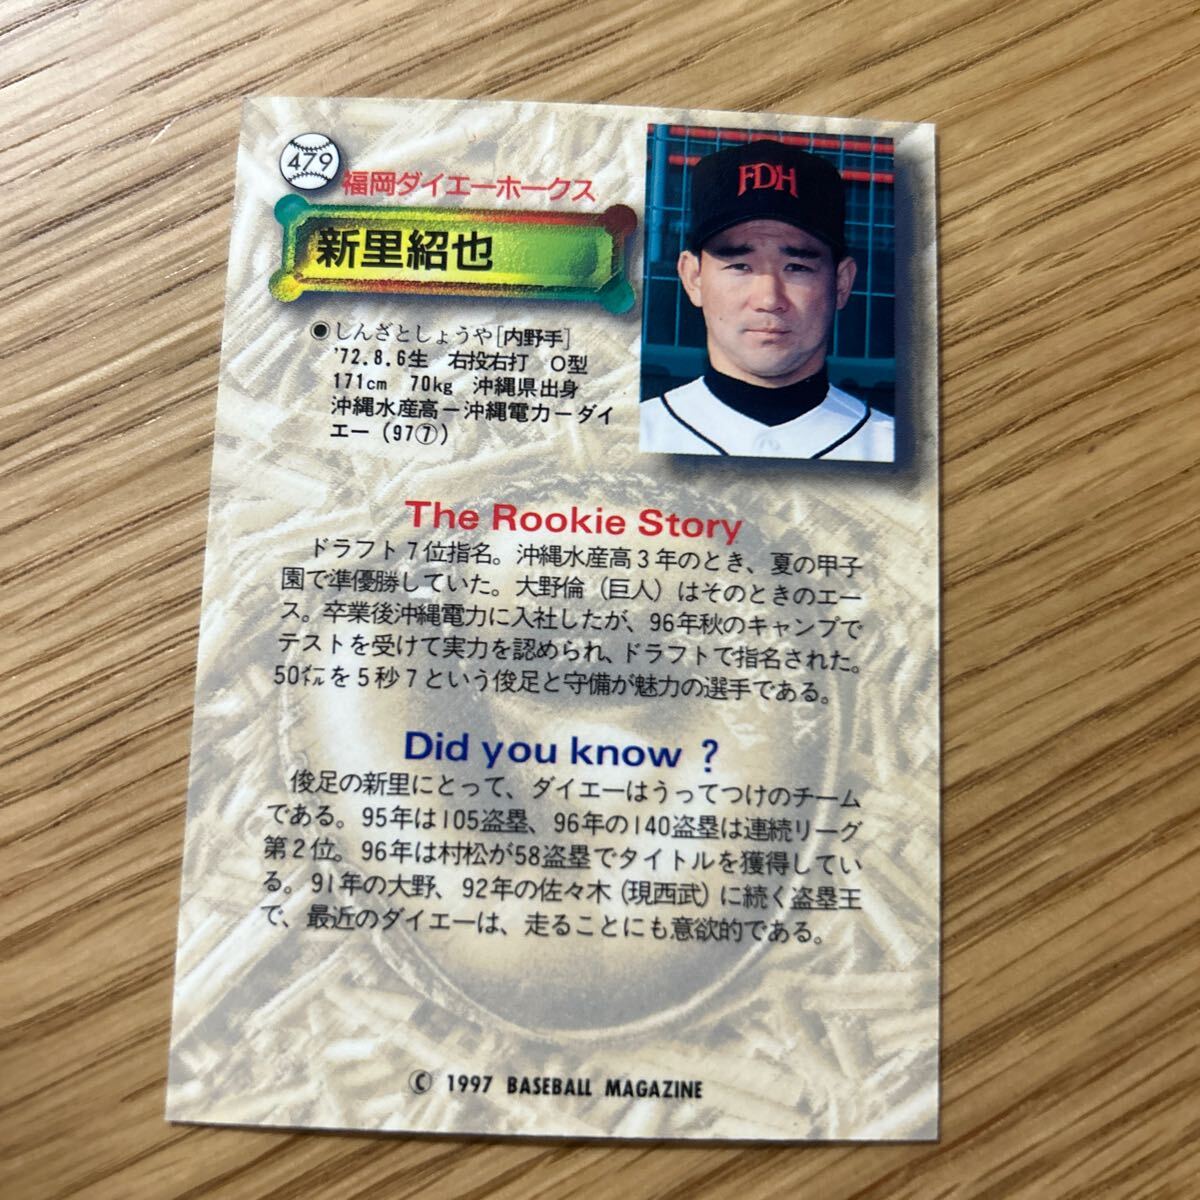 479
福岡ダイエーホークス
新里紹也
FDH
●しんざとしょうや[内野手]
'72.8.6生 右投右打 O型
171cm 70kg 沖縄県出身
沖縄水産高－沖縄電力－ダイ
エー（97⑦）
The Rookie Story
ドラフト７位指名。沖縄水産高３年のとき、夏の甲子
園で準優勝していた。大野倫（巨人）はそのときのエー
ス。卒業後沖縄電力に入社したが、96年秋のキャンプで
テストを受けて実力を認められ、ドラフトで指名された。
50㍍を５秒７という俊足と守備が魅力の選手である。
Did you know ?
俊足の新里にとって、ダイエーはうってつけのチーム
である。95年は105盗塁、96年の140盗塁は連続リーグ
第２位。96年は村松が58盗塁でタイトルを獲得してい
る。91年の大野、92年の佐々木（現西武）に続く盗塁王
で、最近のダイエーは、走ることにも意欲的である。
© 1997 BASEBALL MAGAZINE